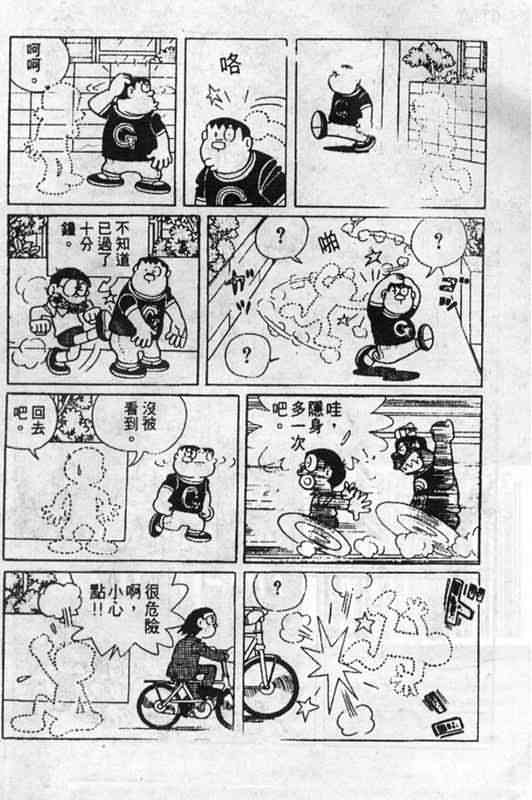 咯
呵呵。
？
？
啪
？
不知道
已過了
十分
鐘。
哇，
隱身
多一次
吧。
沒被
看到。
回去
吧。
？
很危險
啊，
小心
點!!